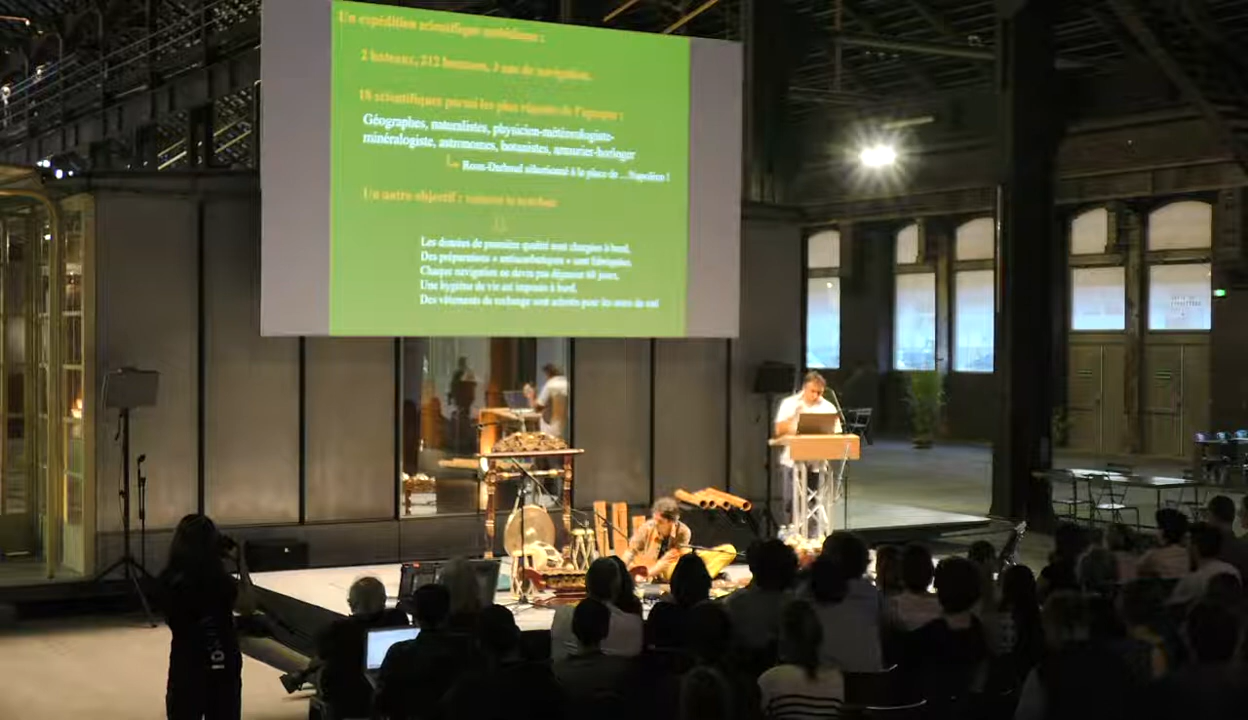 Un expédition scientifique ambitieuse :
2 bateaux, 212 hommes, 3 ans de navigation.
18 scientifiques parmi les plus réputés de l'époque :
Géographes, naturalistes, physicien-météorologiste-
minéralogiste, astronomes, botanistes, armurier-horloger
sélectionné à la place de ...Napoléon !
Un autre objectif : vaincre le scorbut
Les denrées de première qualité sont chargées à bord.
Des préparations « antiscorbutiques » sont fabriquées.
Chaque navigation ne devra pas dépasser 60 jours.
Une hygiène de vie est imposée à bord.
Des vêtements de rechange sont achetés pour les mers du sud